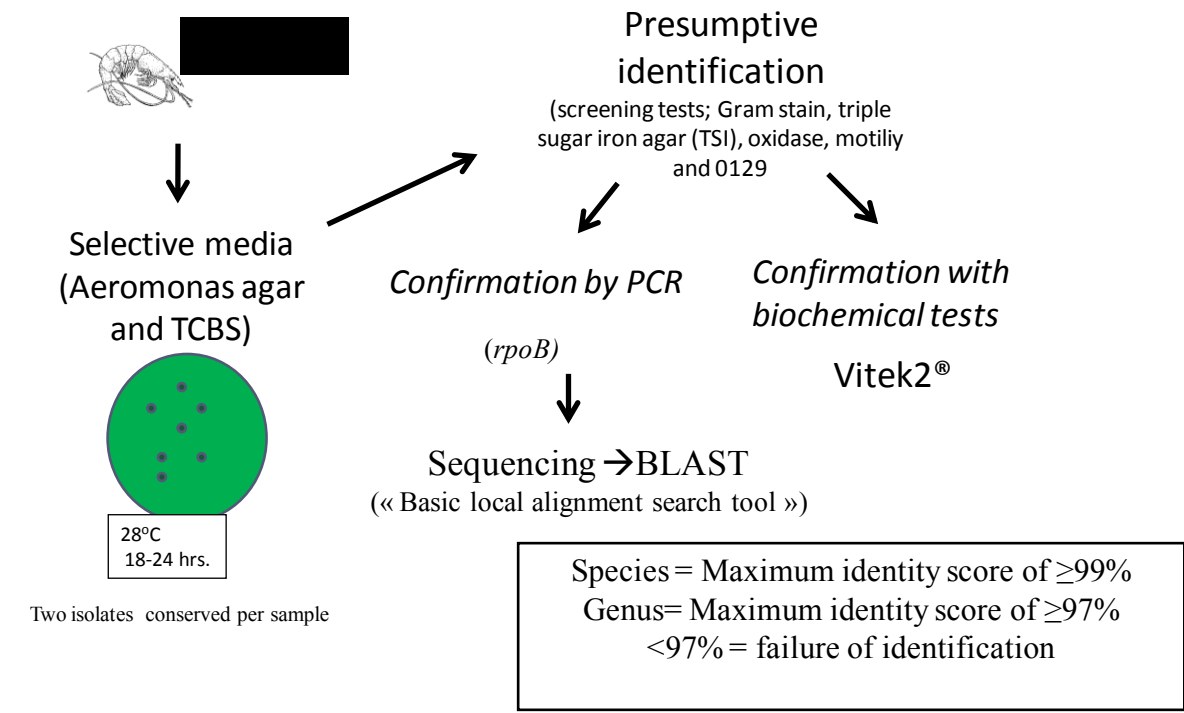 Presumptive
identification
(screening tests; Gram stain, triple
sugar iron agar (TSI), oxidase, motiliy
and 0129
Selective media
(Aeromonas agar
and TCBS)
28°C
18-24 hrs.
Two isolates conserved per sample
Confirmation by PCR
(rpoB)
Sequencing →BLAST
(« Basic local alignment search tool »)
Confirmation with
biochemical tests
Vitek2®
Species = Maximum identity score of ≥99%
Genus= Maximum identity score of ≥97%
<97% = failure of identification